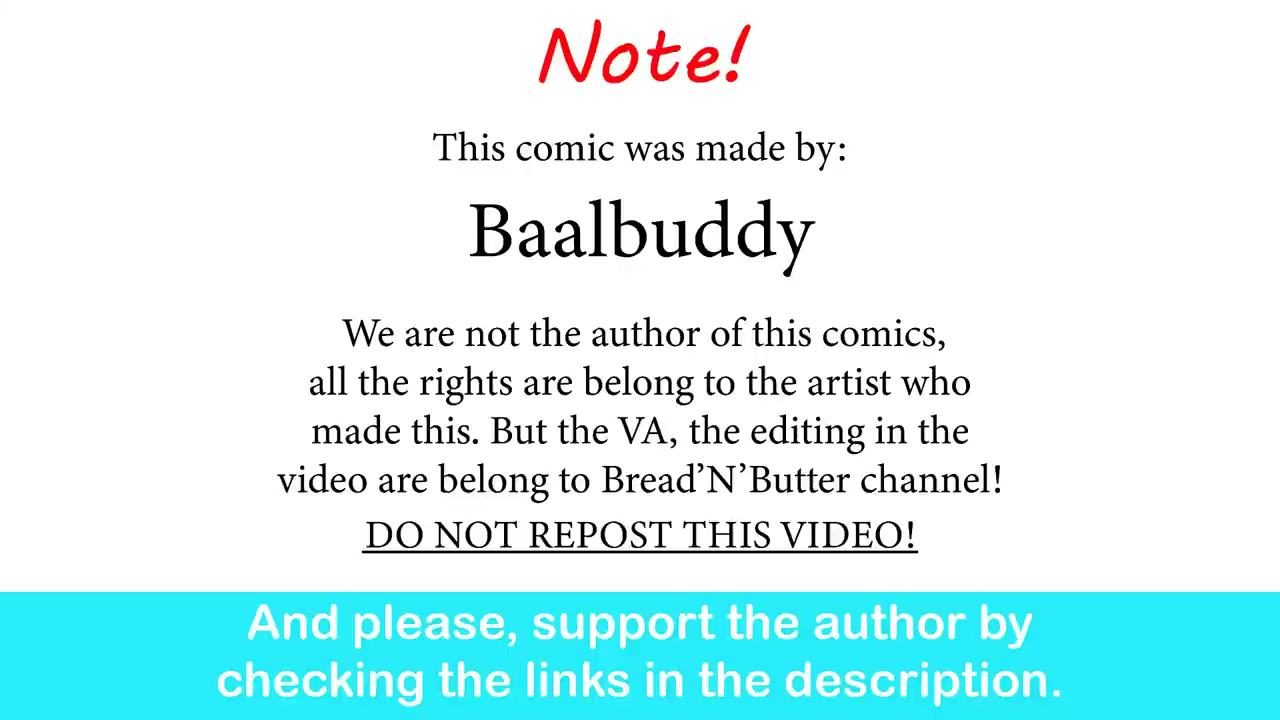 Note!
This comic was made by:
Baalbuddy
We are not the author of this comics,
all the rights are belong to the artist who
made this. But the VA, the editing in the
video are belong to Bread’N’Butter channel!
DO NOT REPOST THIS VIDEO!
And please, support the author by
checking the links in the description.